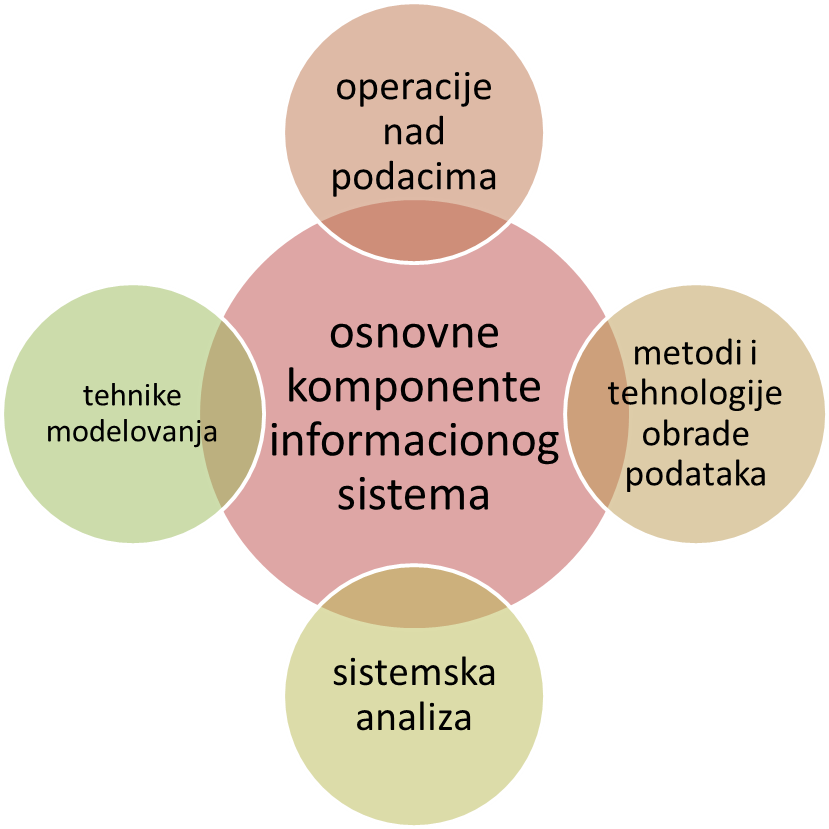 operacije
nad
podacima
osnovne
komponente
informacionog
sistema
metodi i
tehnologije
obrade
podataka
sistemska
analiza
tehnike
modelovanja